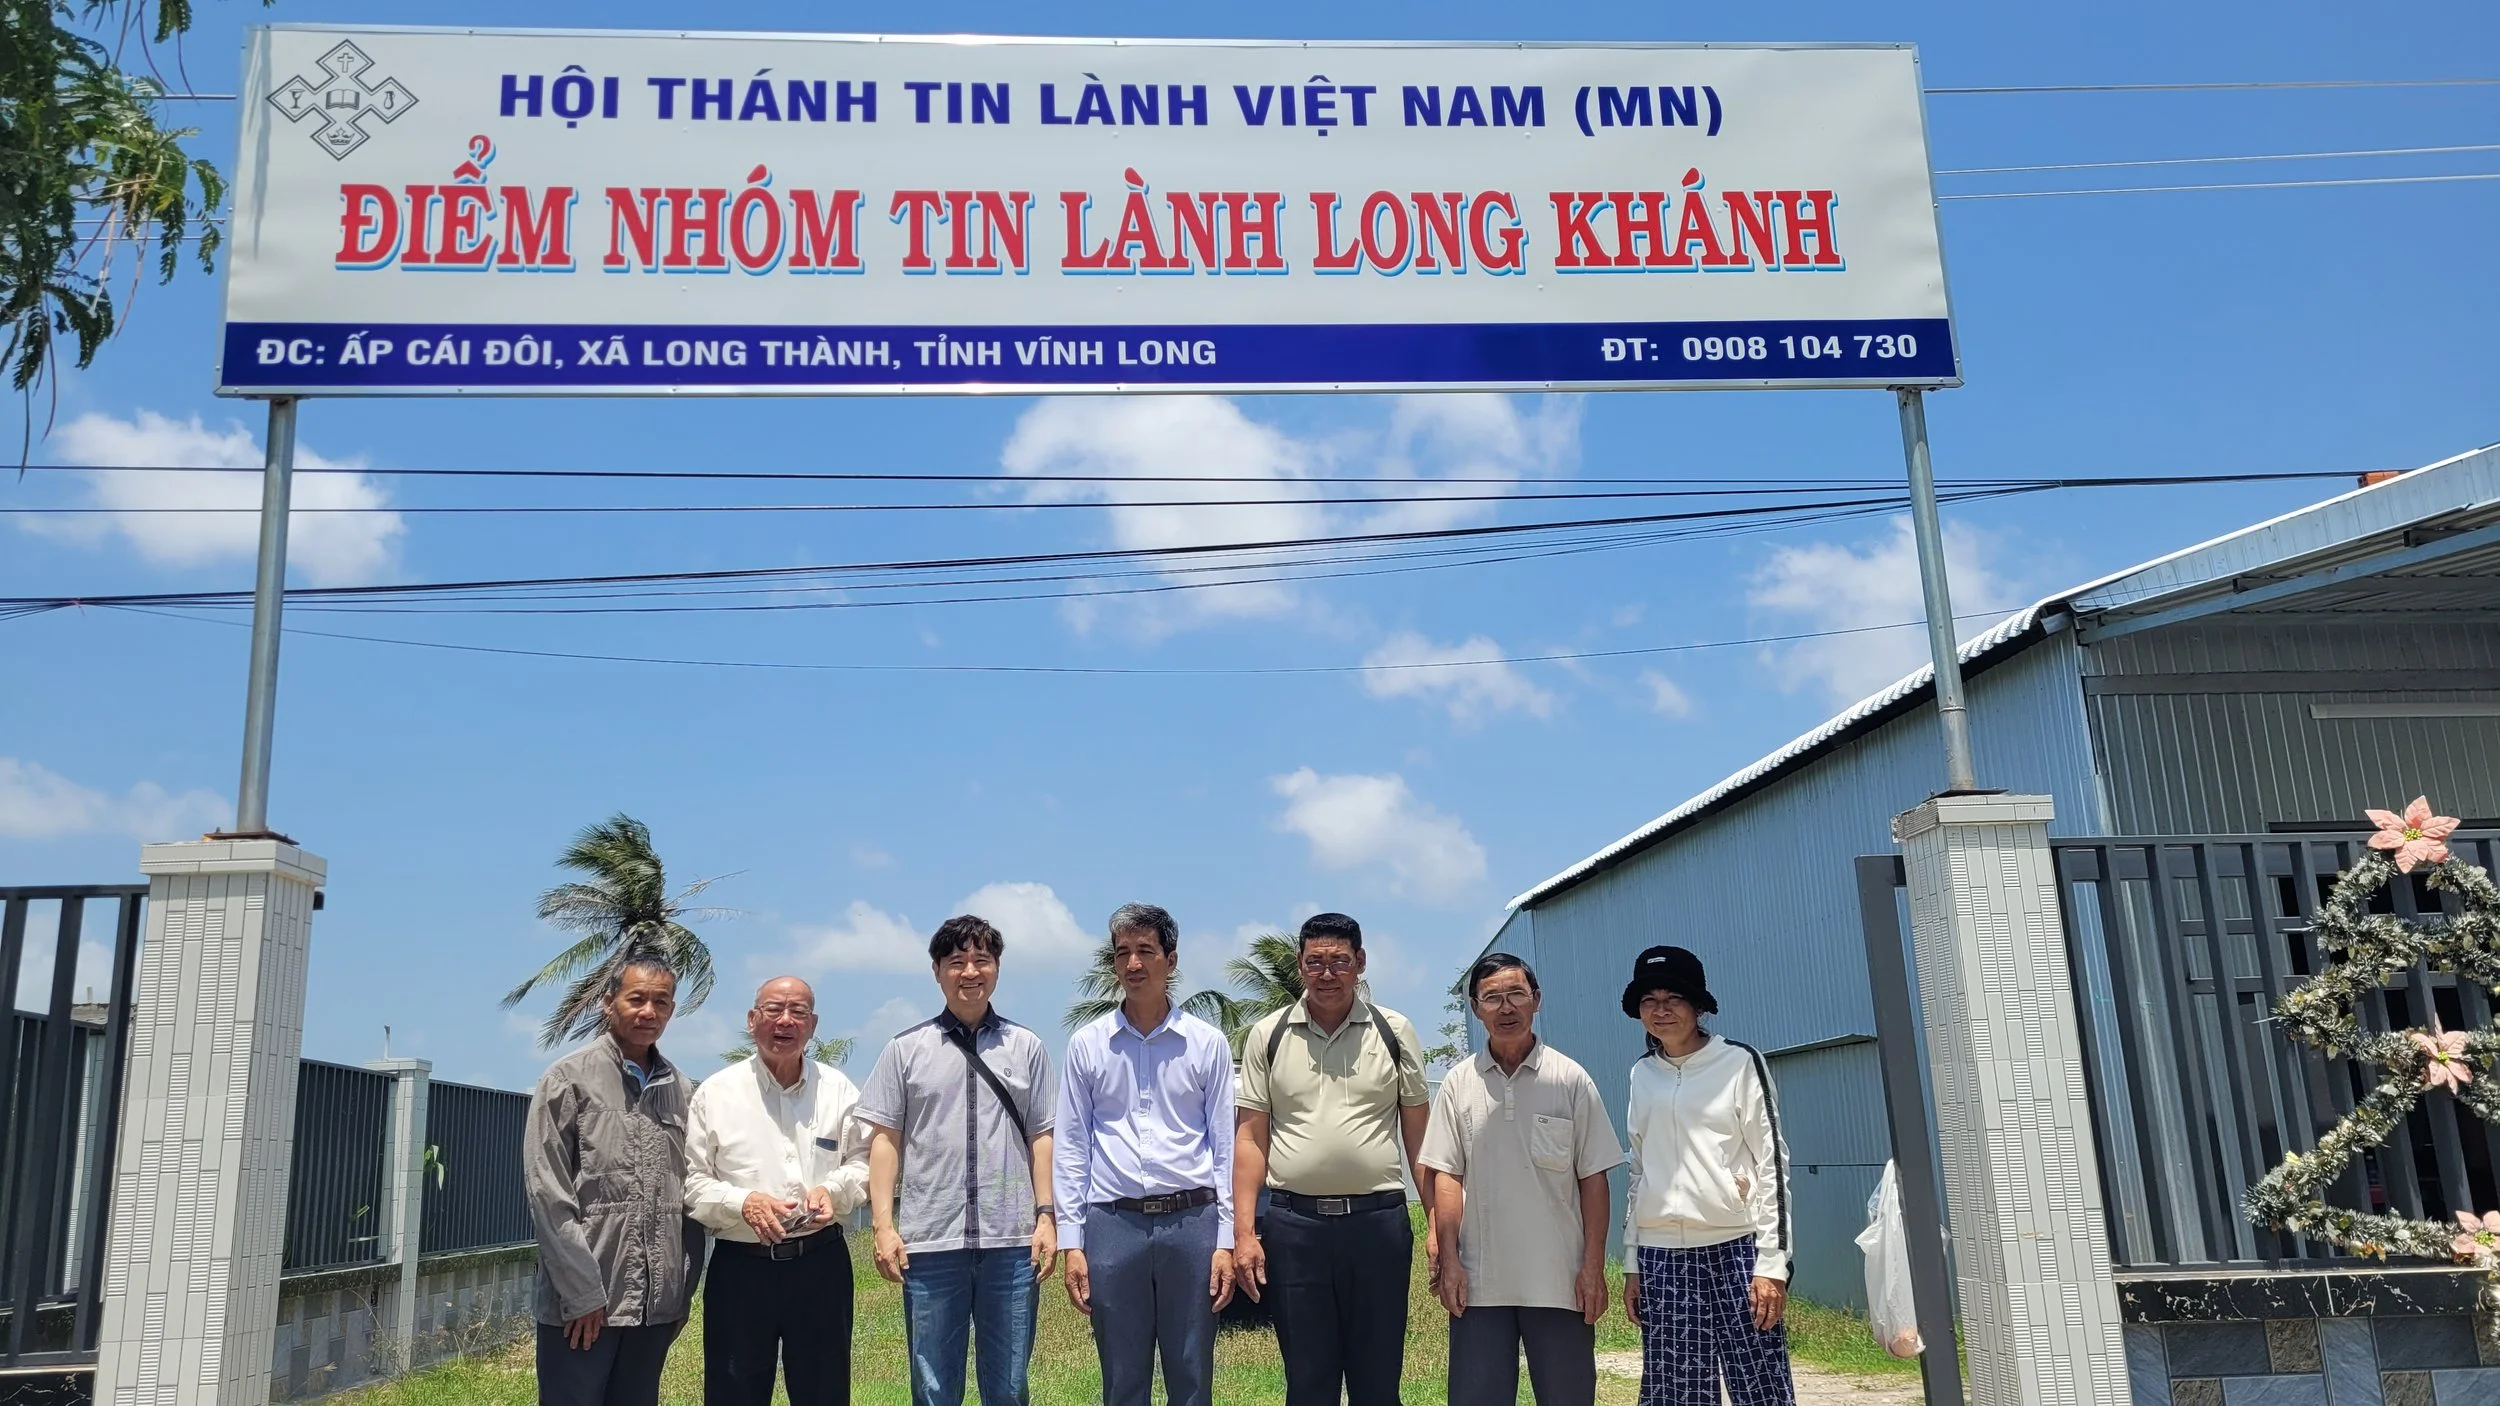 HỘI THÁNH TIN LÀNH VIỆT NAM (MN)
ĐIỂM NHÓM TIN LÀNH LONG KHÁNH
ĐC: ẤP CÁI ĐÔI, XÃ LONG THÀNH, TỈNH VĨNH LONG ĐT: 0908 104 730